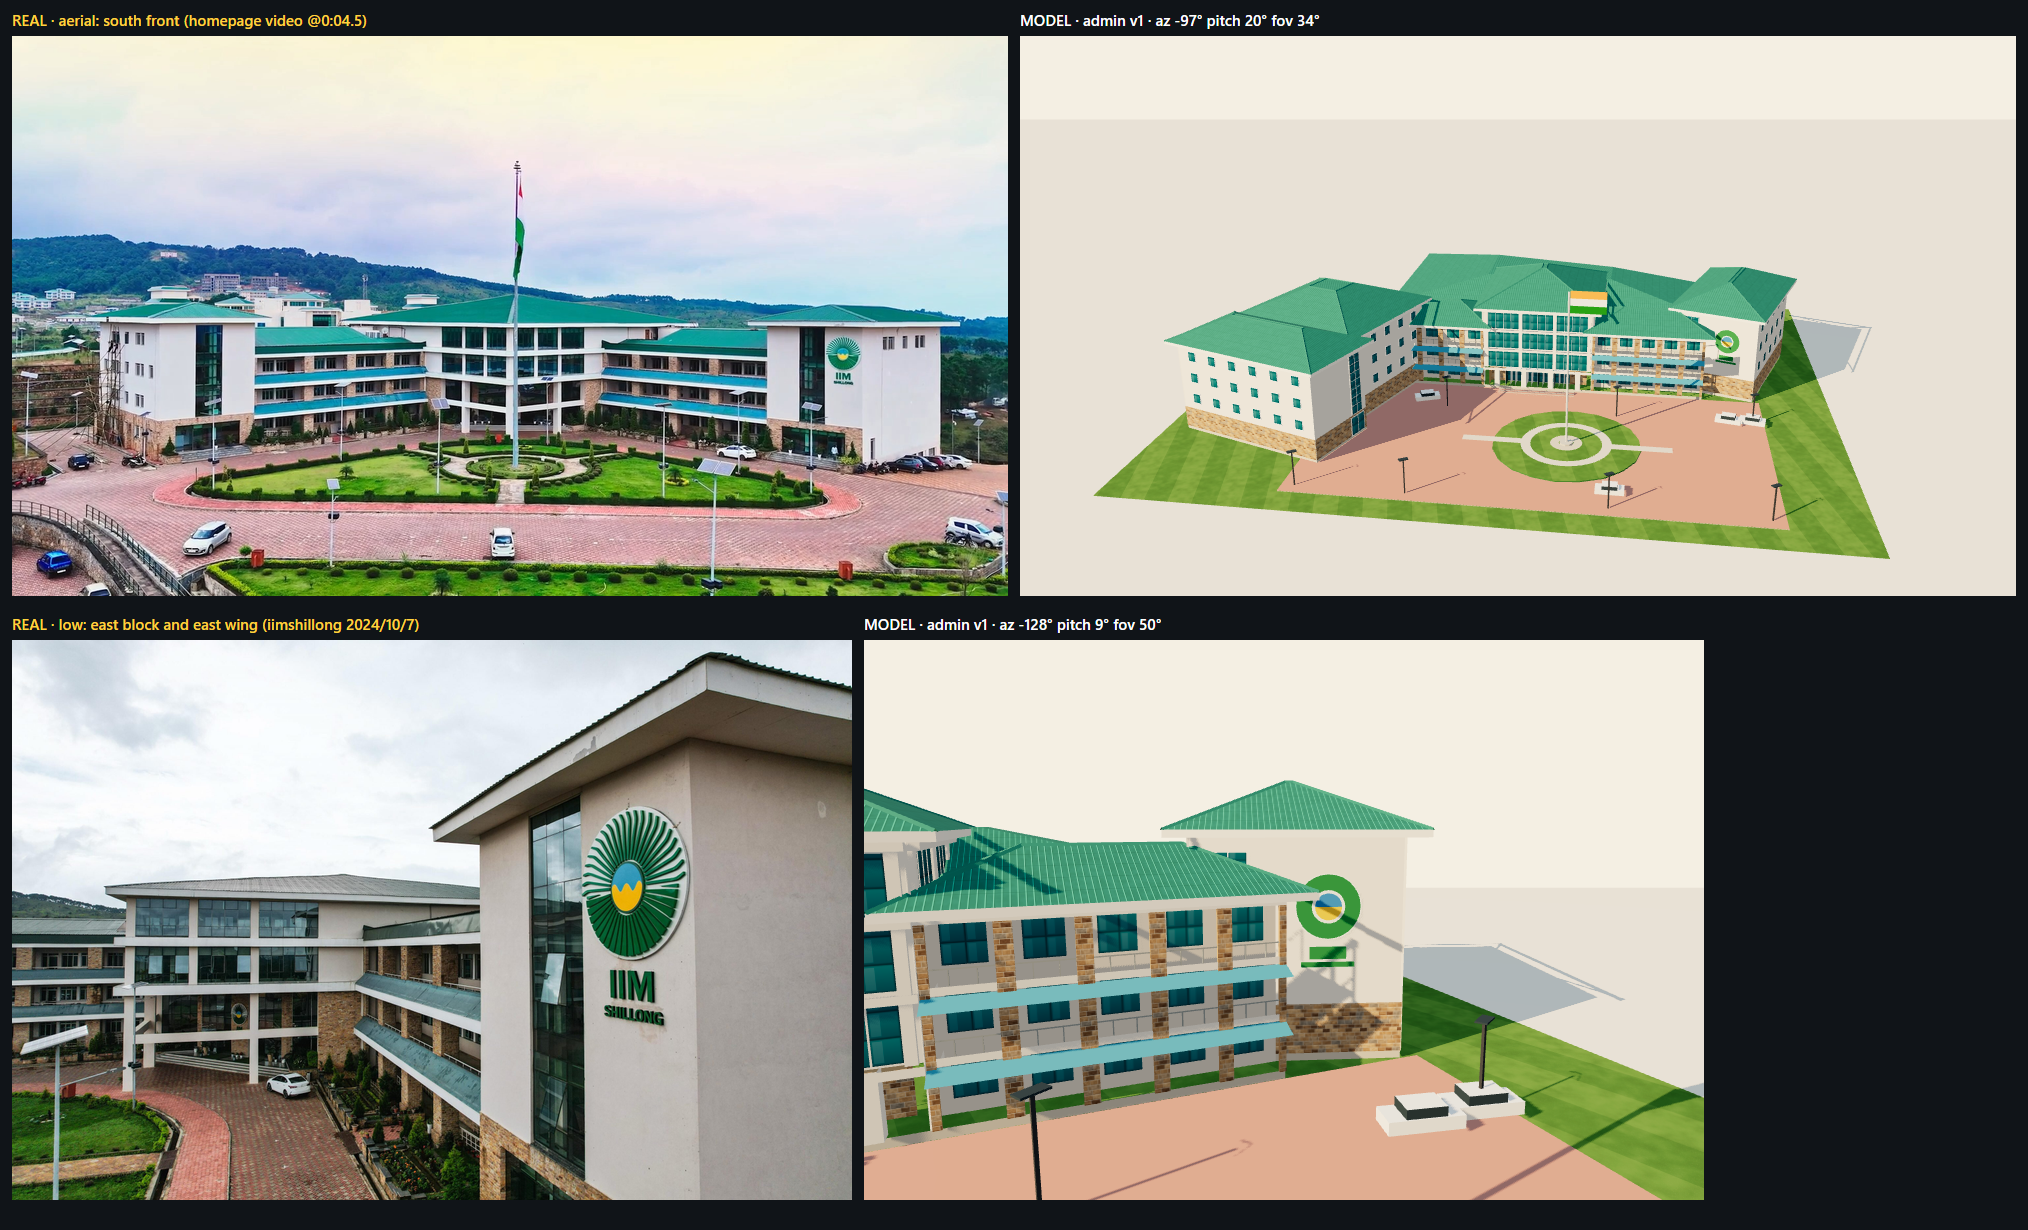 REAL · aerial: south front (homepage video @0:04.5)
MODEL · admin v1 · az -97° pitch 20° fov 34°
IIM
SHILLONG
REAL · low: east block and east wing (iimshillong 2024/10/7)
MODEL · admin v1 · az -128° pitch 9° fov 50°
IIM
SHILLONG